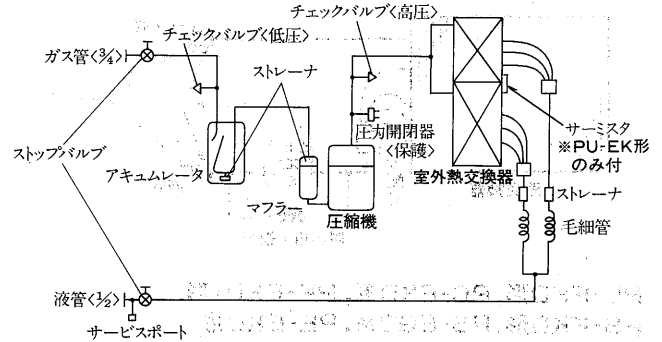 チェックバルブ〈高圧〉
チェックバルブ〈低圧〉
ガス管〈3/4〉
ストレーナ
圧力開閉器
〈保護〉
サーミスタ
※PU-EK形
のみ付
ストップバルブ
アキュムレータ
マフラー
圧縮機
室外熱交換器
ストレーナ
毛細管
液管〈1/2〉
サービスポート